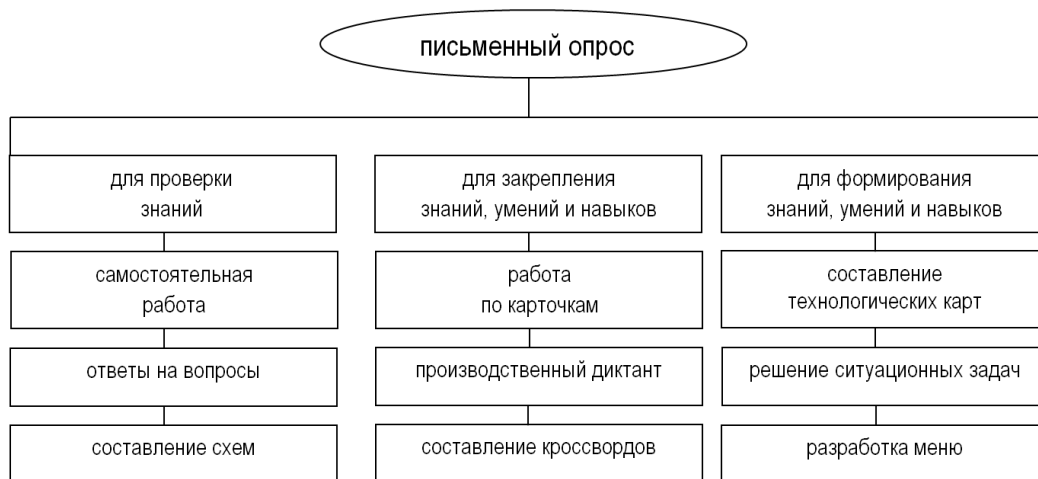 письменный опрос
для проверки
знаний
для закрепления
знаний, умений и навыков
для формирования
знаний, умений и навыков
самостоятельная
работа
работа
по карточкам
составление
технологических карт
ответы на вопросы
производственный диктант
решение ситуационных задач
составление схем
составление кроссвордов
разработка меню